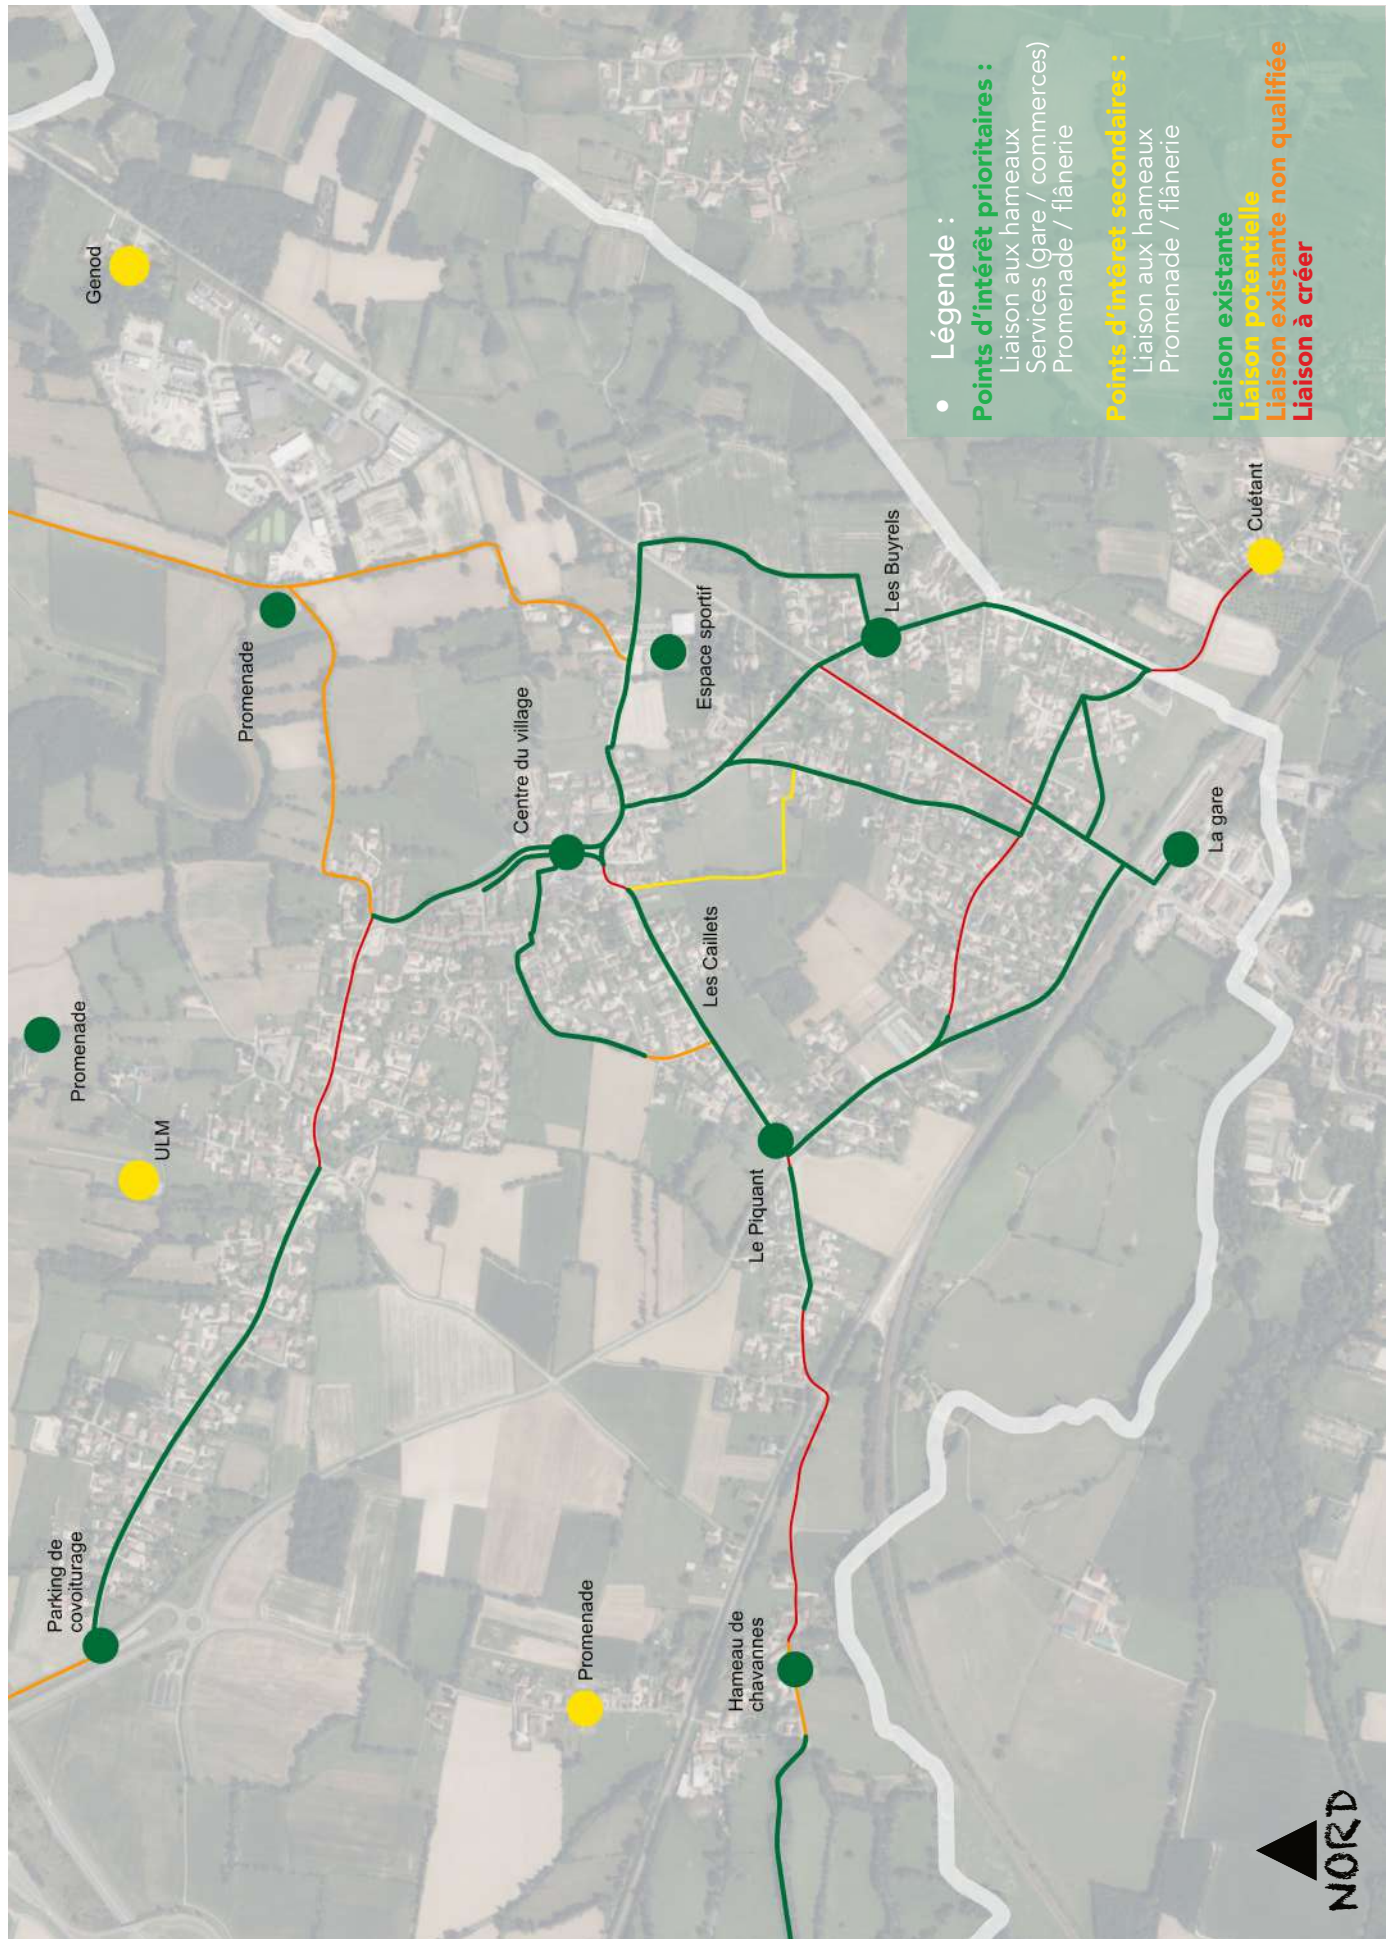 Genod
Promenade
Promenade
ULM
Parking de
covoiturage
Centre du village
Espace sportif
Les Buyrels
Les Caillets
Le Piquant
La gare
Cuétant
Promenade
Hameau de
chavannes
• Légende :
Points d'intérêt prioritaires :
Liaison aux hameaux
Services (gare / commerces)
Promenade / flânerie
Points d'intêret secondaires :
Liaison aux hameaux
Promenade / flânerie
Liaison existante
Liaison potentielle
Liaison existante non qualifiée
Liaison à créer
NORD